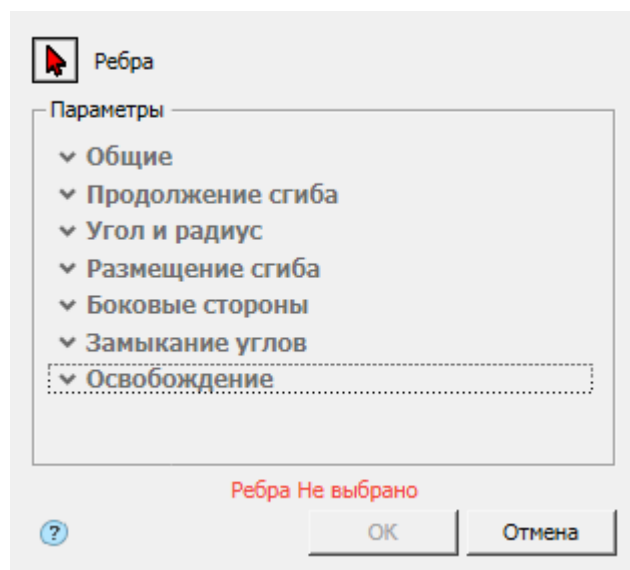 Ребра
Параметры
Общие
Продолжение сгиба
Угол и радиус
Размещение сгиба
Боковые стороны
Замыкание углов
Освобождение
Ребра Не выбрано
? OK Отмена